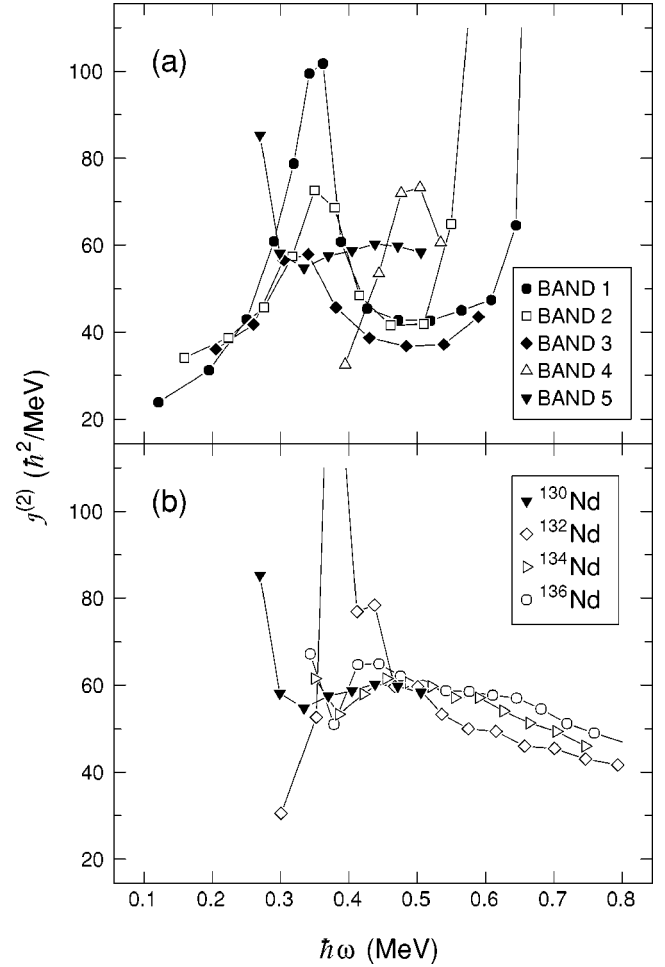 (a)
100
80
60
40
20
BAND 1
BAND 2
BAND 3
BAND 4
BAND 5
𝒥⁽²⁾ (ħ²/MeV)
(b)
100
80
60
40
20
¹³⁰Nd
¹³²Nd
¹³⁴Nd
¹³⁶Nd
0.1 0.2 0.3 0.4 0.5 0.6 0.7 0.8
ħω (MeV)